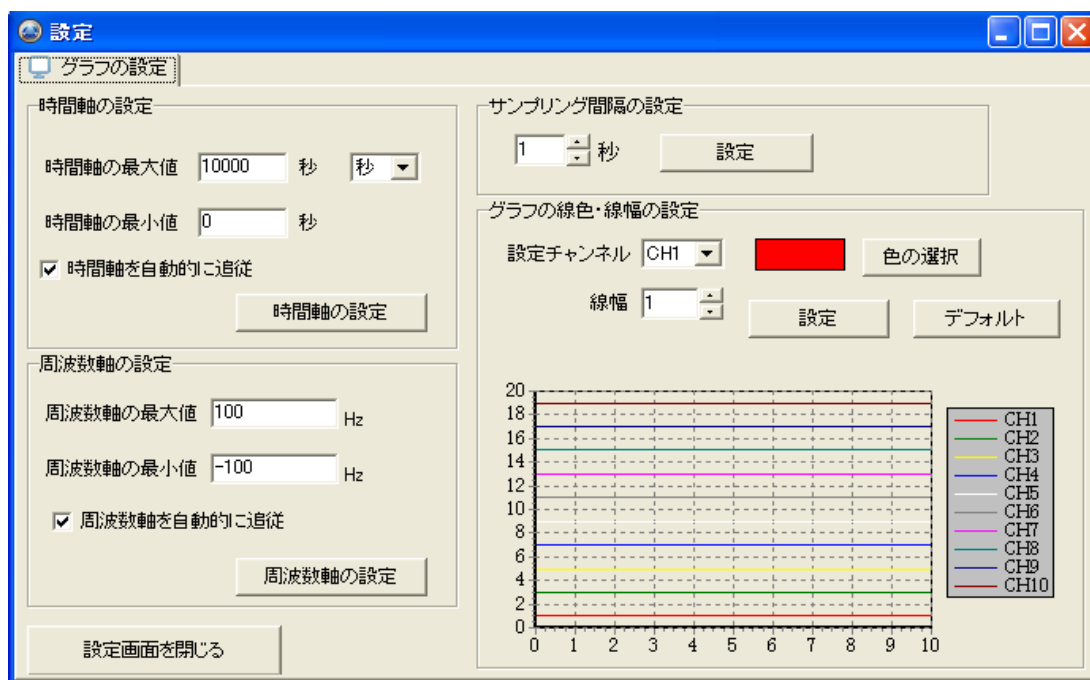 設定
グラフの設定
時間軸の設定
時間軸の最大値 10000 秒 秒
時間軸の最小値 0 秒
時間軸を自動的に追従
時間軸の設定
周波数軸の設定
周波数軸の最大値 100 Hz
周波数軸の最小値 -100 Hz
周波数軸を自動的に追従
周波数軸の設定
設定画面を閉じる
サンプリング間隔の設定
1 秒 設定
グラフの線色・線幅の設定
設定チャンネル CH1 色の選択
線幅 1 設定 デフォルト
20
18
16
14
12
10
8
6
4
2
0
0 1 2 3 4 5 6 7 8 9 10
CH1
CH2
CH3
CH4
CH5
CH6
CH7
CH8
CH9
CH10